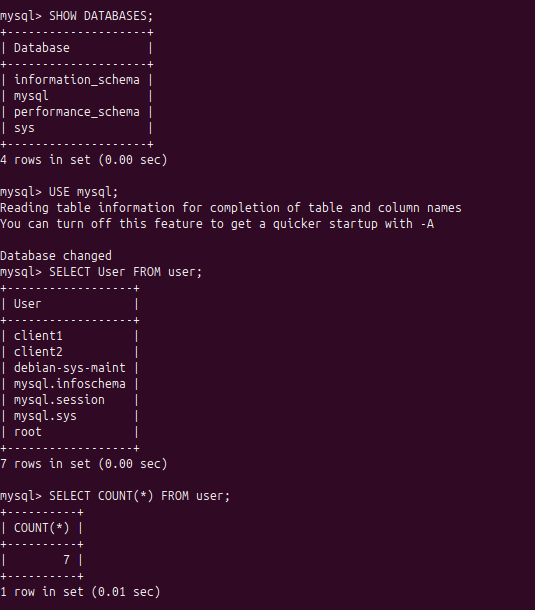 mysql> SHOW DATABASES;
+--------------------+
| Database           |
+--------------------+
| information_schema |
| mysql              |
| performance_schema |
| sys                |
+--------------------+
4 rows in set (0.00 sec)

mysql> USE mysql;
Reading table information for completion of table and column names
You can turn off this feature to get a quicker startup with -A

Database changed
mysql> SELECT User FROM user;
+------------------+
| User             |
+------------------+
| client1          |
| client2          |
| debian-sys-maint |
| mysql.infoschema |
| mysql.session    |
| mysql.sys        |
| root             |
+------------------+
7 rows in set (0.00 sec)

mysql> SELECT COUNT(*) FROM user;
+----------+
| COUNT(*) |
+----------+
|        7 |
+----------+
1 row in set (0.01 sec)